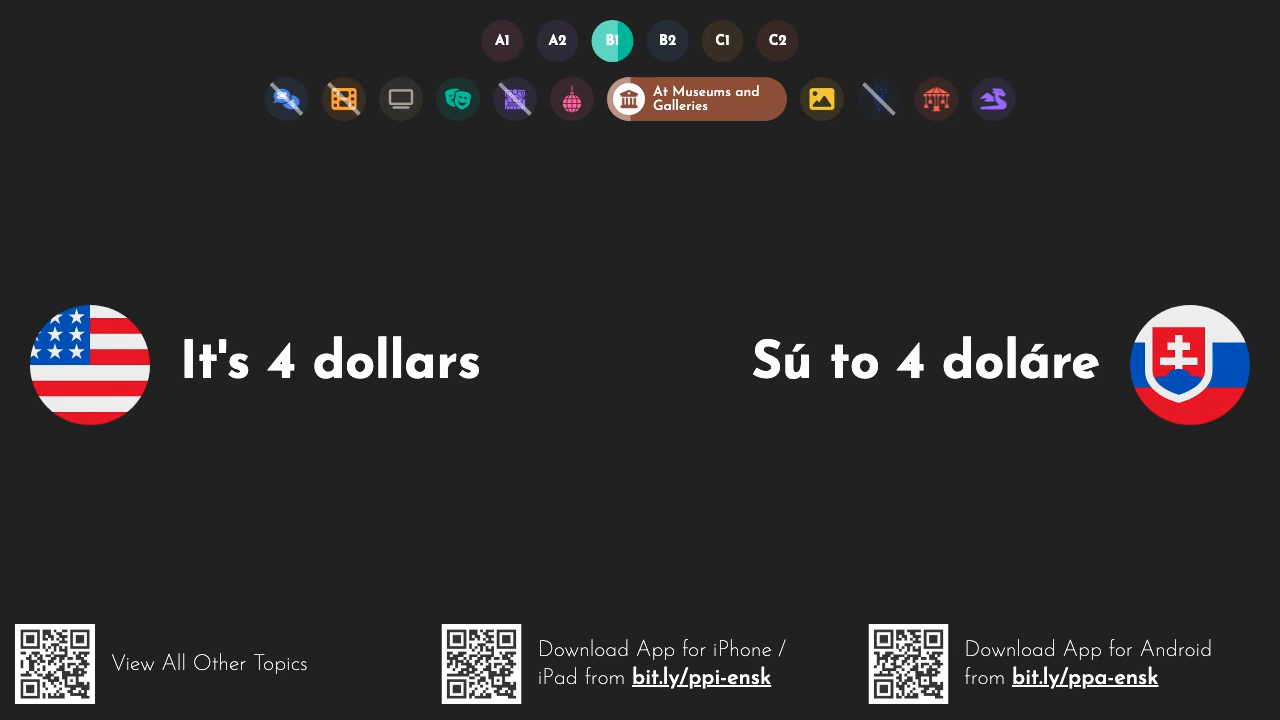 A1 A2 B1 B2 C1 C2
At Museums and
Galleries
It's 4 dollars
Sú to 4 doláre
View All Other Topics
Download App for iPhone /
iPad from bit.ly/ppi-ensk
Download App for Android
from bit.ly/ppa-ensk